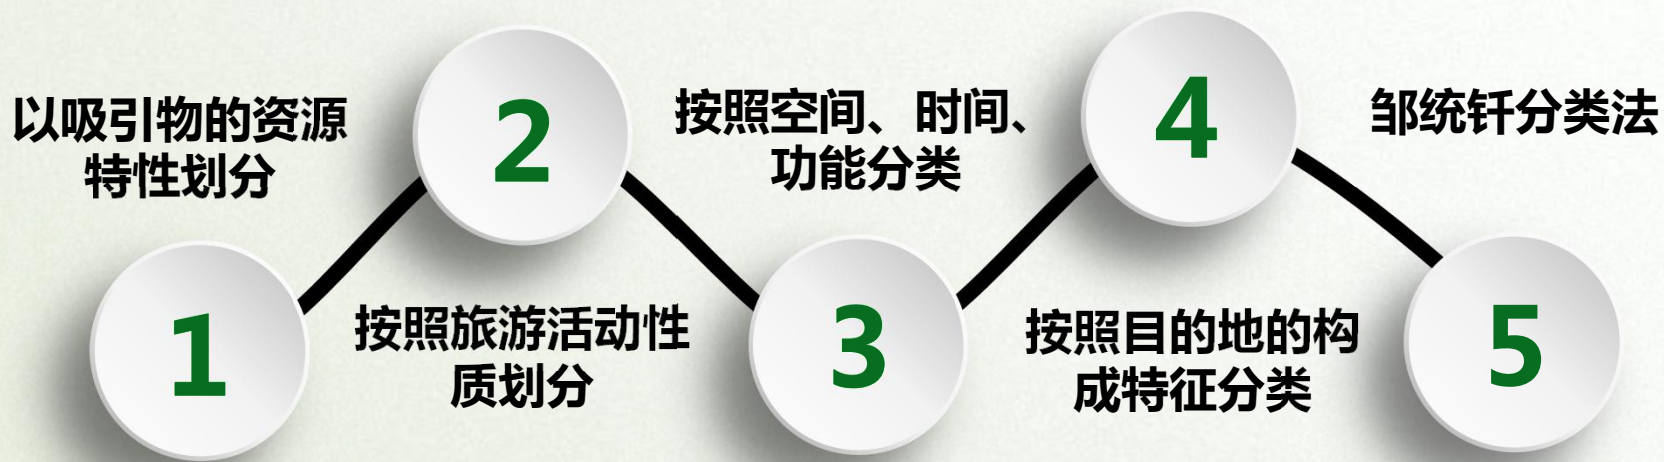 1
以吸引物的资源
特性划分
2
按照旅游活动性
质划分
3
按照空间、时间、
功能分类
4
按照目的地的构
成特征分类
5
邹统钎分类法